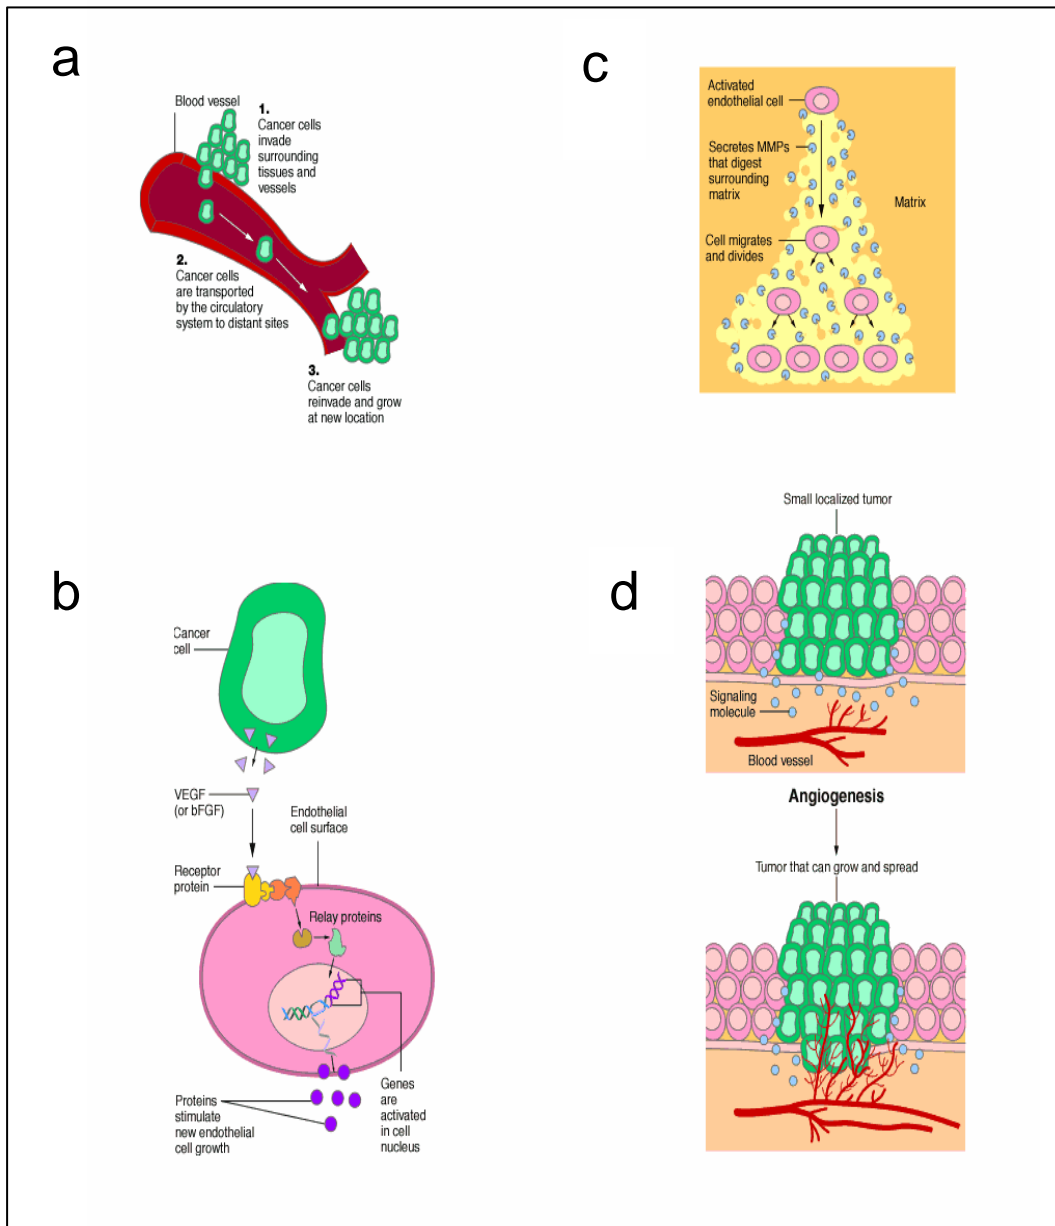 a
Blood vessel
1.
Cancer cells
invade
surrounding
tissues and
vessels
2.
Cancer cells
are transported
by the circulatory
system to distant sites
3.
Cancer cells
reinvade and grow
at new location
c
Activated
endothelial cell
Secretes MMPs
that digest
surrounding
matrix
Matrix
Cell migrates
and divides
b
Cancer
cell
VEGF
(or bFGF)
Endothelial
cell surface
Receptor
protein
Relay proteins
Genes
are
activated
in cell
nucleus
Proteins
stimulate
new endothelial
cell growth
d
Small localized tumor
Signaling
molecule
Blood vessel
Angiogenesis
Tumor that can grow and spread